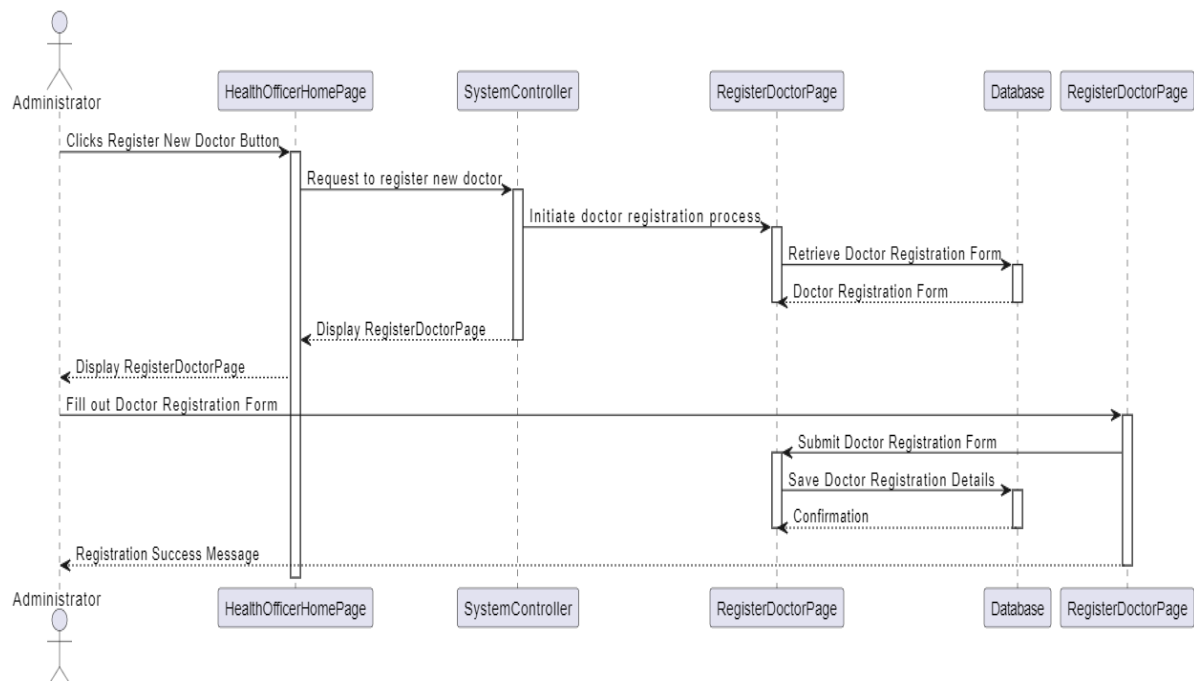 Administrator
HealthOfficerHomePage
SystemController
RegisterDoctorPage
Database
RegisterDoctorPage
Clicks Register New Doctor Button
Request to register new doctor
Initiate doctor registration process
Retrieve Doctor Registration Form
Doctor Registration Form
Display RegisterDoctorPage
Display RegisterDoctorPage
Fill out Doctor Registration Form
Submit Doctor Registration Form
Save Doctor Registration Details
Confirmation
Registration Success Message
Administrator
HealthOfficerHomePage
SystemController
RegisterDoctorPage
Database
RegisterDoctorPage